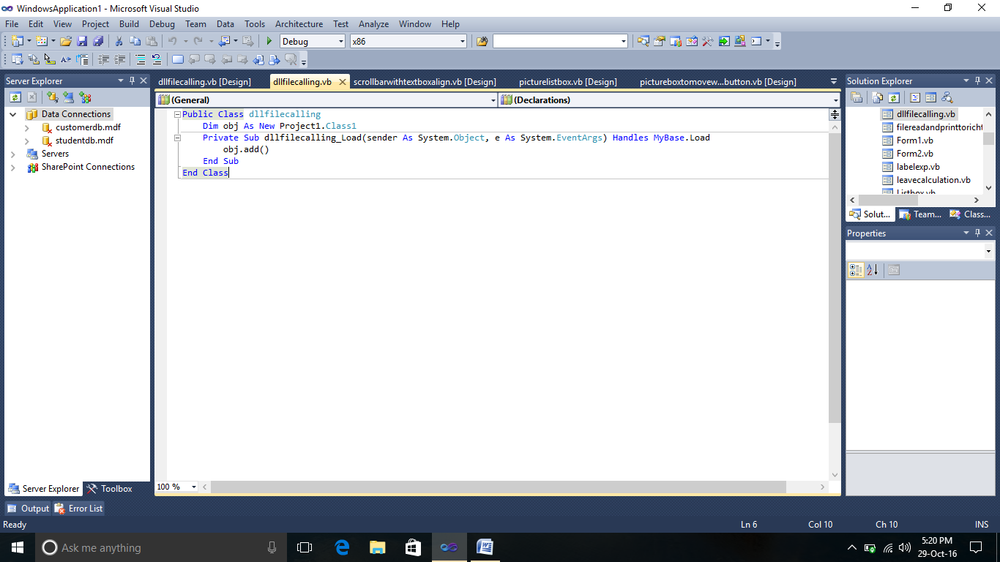 WindowsApplication1 - Microsoft Visual Studio
File Edit View Project Build Debug Team Data Tools Architecture Test Analyze Window Help
Debug x86
Server Explorer
Data Connections
customerdb.mdf
studentdb.mdf
Servers
SharePoint Connections
Server Explorer Toolbox
dllfilecalling.vb [Design] dllfilecalling.vb scrollbarwithtextboxalign.vb [Design] picturelistbox.vb [Design] pictureboxtomovew...button.vb [Design]
(General) (Declarations)
Public Class dllfilecalling
Dim obj As New Project1.Class1
Private Sub dllfilecalling_Load(sender As System.Object, e As System.EventArgs) Handles MyBase.Load
obj.add()
End Sub
End Class
100 %
Solution Explorer
dllfilecalling.vb
filereadandprinttoricht
Form1.vb
Form2.vb
labelexp.vb
leavecalculation.vb
Listbox.vb
Solut... Team... Class...
Properties
Output Error List
Ready Ln 6 Col 10 Ch 10 INS
Ask me anything
5:20 PM
29-Oct-16